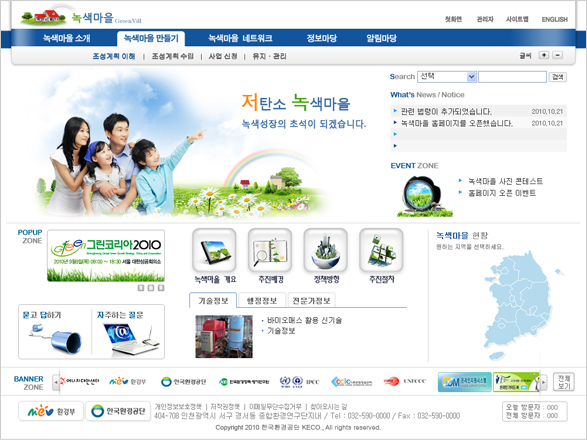 녹색마을 GreenVill
첫화면 관리자 사이트맵 ENGLISH
녹색마을 소개 녹색마을 만들기 녹색마을 네트워크 정보마당 알림마당
조성계획 이해 | 조성계획 수립 | 사업 신청 | 유지 · 관리
글씨 + -
저탄소 녹색마을
녹색성장의 초석이 되겠습니다.
Search 선택 검색
What's News / Notice
관련 법령이 추가되었습니다. 2010,10,21
녹색마을 홈페이지를 오픈했습니다. 2010,10,21
EVENT ZONE
녹색마을 사진 콘테스트
홈페이지 오픈 이벤트
POPUP ZONE
그린코리아2010
녹색마을 개요 추진배경 정책방향 추진절차
기술정보 행정정보 전문가정보
바이오매스 활용 신기술
기술정보
녹색마을 현황
원하는 지역을 선택하세요.
묻고 답하기
자주하는 질문
BANNER ZONE
환경부 한국환경공단 IPCC UNFCCC
전체보기
환경부 한국환경공단
개인정보보호정책 | 저작권정책 | 이메일무단수집거부 | 찾아오시는 길
404-708 인천광역시 서구 경서동 종합환경연구단지내 / Tel : 032-590-0000 / Fax : 032-590-0000
Copyright 2010 한국환경공단 KECO., All rights reserved.
오늘 방문자 : 000
전체 방문자 : 000